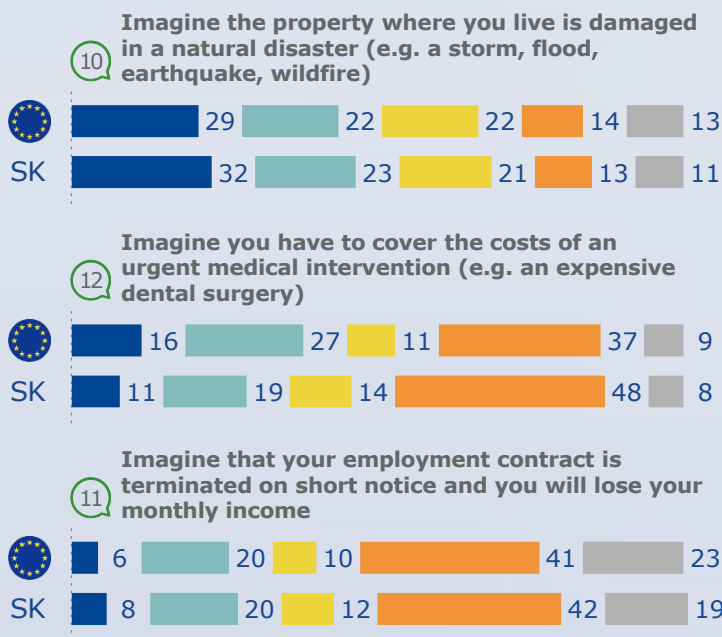 Imagine the property where you live is damaged
in a natural disaster (e.g. a storm, flood,
earthquake, wildfire)
10
29 22 22 14 13
SK 32 23 21 13 11
Imagine you have to cover the costs of an
urgent medical intervention (e.g. an expensive
dental surgery)
12
16 27 11 37 9
SK 11 19 14 48 8
Imagine that your employment contract is
terminated on short notice and you will lose your
monthly income
11
6 20 10 41 23
SK 8 20 12 42 19